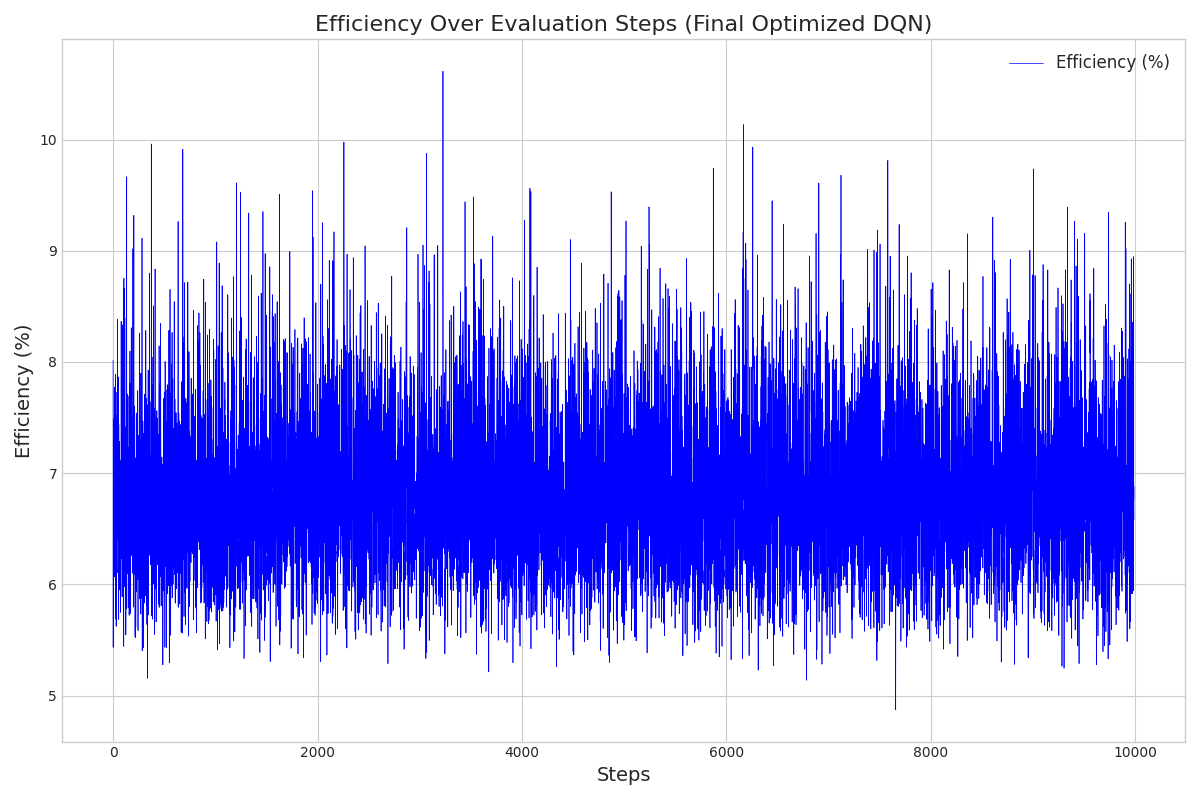 Efficiency Over Evaluation Steps (Final Optimized DQN)
Efficiency (%)
10
9
8
7
6
5
Efficiency (%)
0 2000 4000 6000 8000 10000
Steps